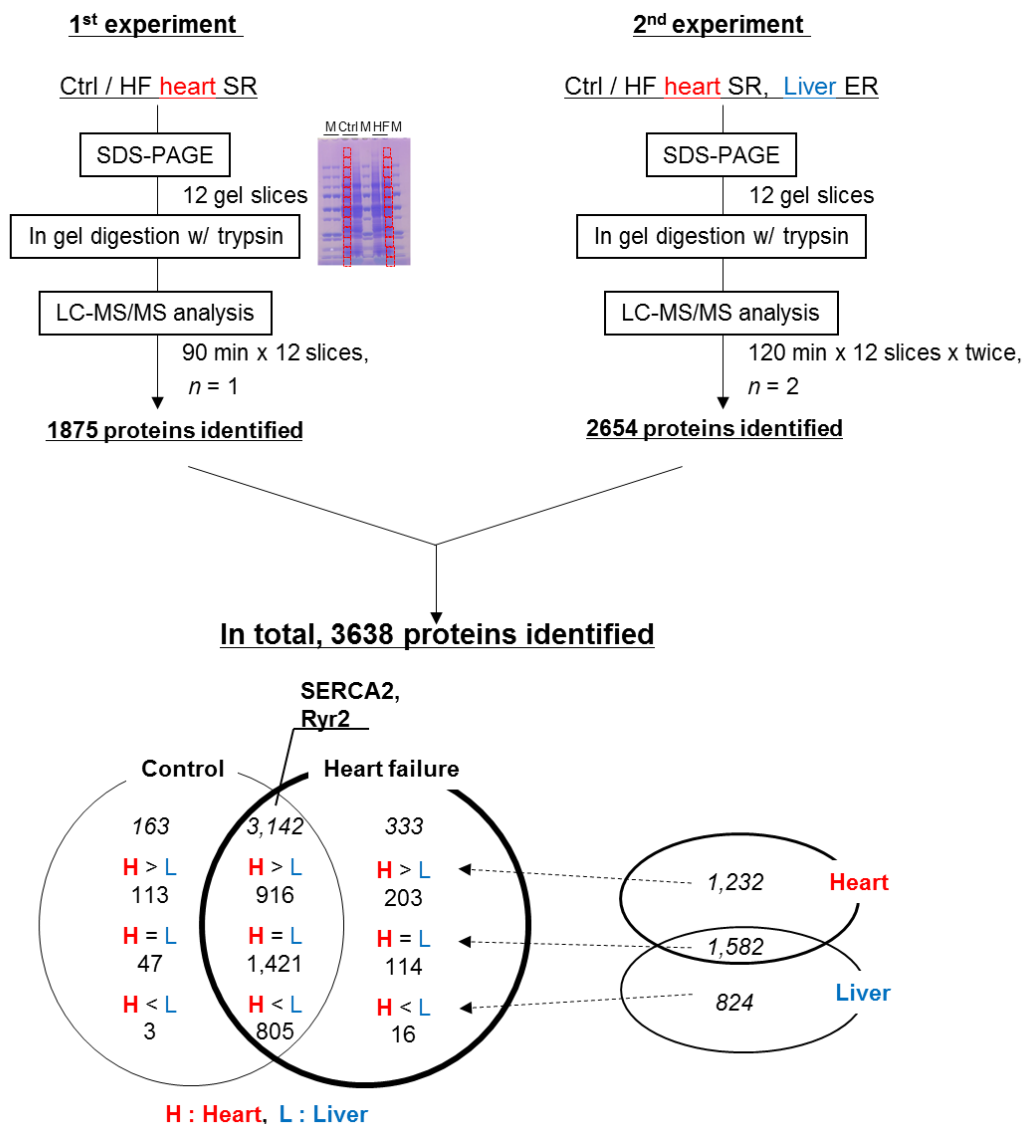 1st experiment
2nd experiment
Ctrl / HF heart SR
Ctrl / HF heart SR, Liver ER
M Ctrl M HF M
SDS-PAGE
SDS-PAGE
12 gel slices
12 gel slices
In gel digestion w/ trypsin
In gel digestion w/ trypsin
LC-MS/MS analysis
LC-MS/MS analysis
90 min x 12 slices,
n = 1
120 min x 12 slices x twice,
n = 2
1875 proteins identified
2654 proteins identified
In total, 3638 proteins identified
SERCA2,
Ryr2
Control
Heart failure
163
3,142
333
H > L
113
H > L
916
H > L
203
H = L
47
H = L
1,421
H = L
114
H < L
3
H < L
805
H < L
16
1,232
Heart
1,582
824
Liver
H : Heart, L : Liver